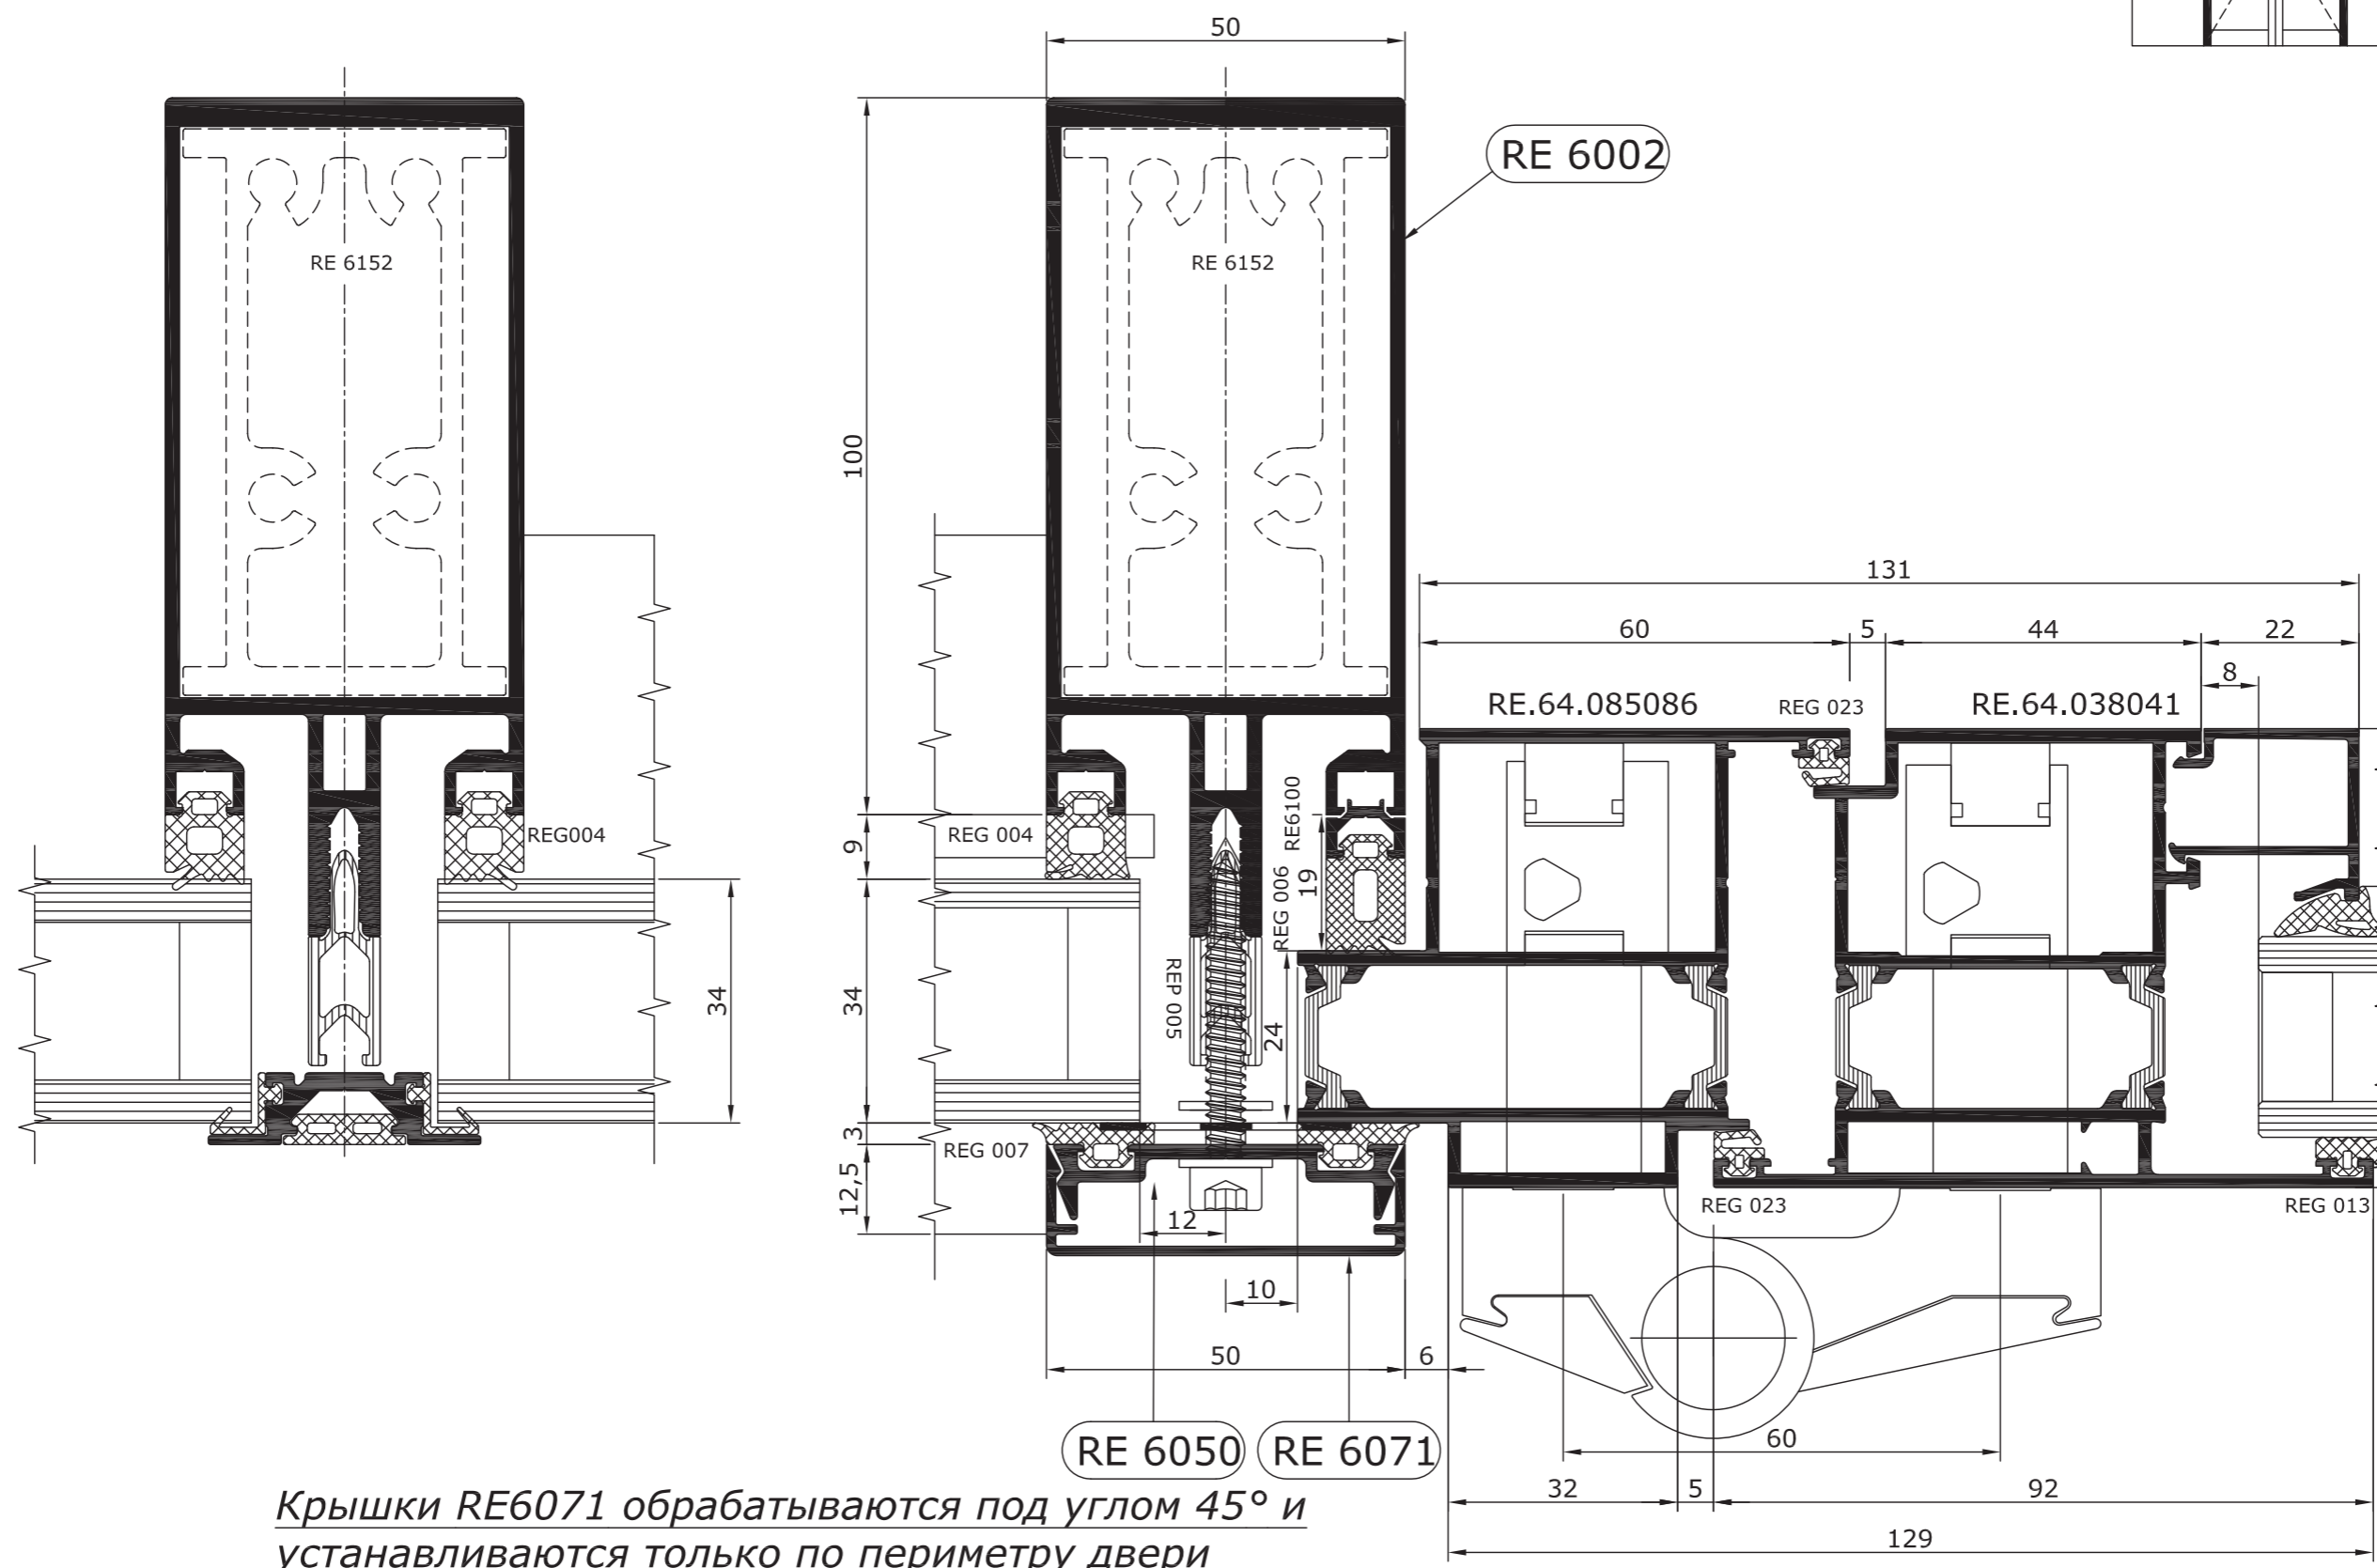 50
RE 6002
RE 6152
RE 6152
100
131
60
5
44
22
8
RE.64.085086
REG 023
RE.64.038041
REG004
REG 004
9
RE6100
19
REG 006
34
34
REP 005
24
3
REG 007
12,5
12
REG 023
REG 013
10
50
6
RE 6050
RE 6071
60
32
5
92
129
Крышки RE6071 обрабатываются под углом 45° и
устанавливаются только по периметру двери